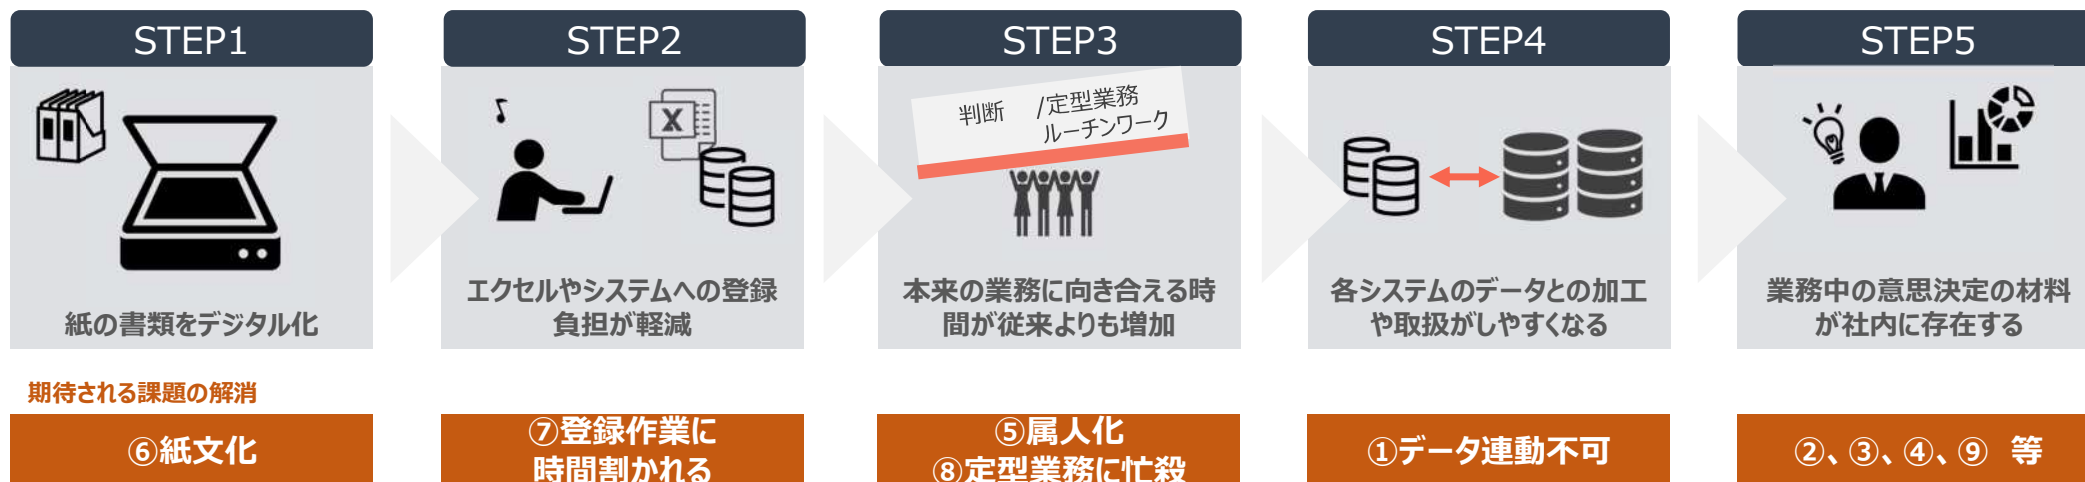 STEP1
STEP2
STEP3
STEP4
STEP5
X
判断 /定型業務
ルーチンワーク
紙の書類をデジタル化
エクセルやシステムへの登録
負担が軽減
本来の業務に向き合える時
間が従来よりも増加
各システムのデータとの加工
や取扱がしやすくなる
業務中の意思決定の材料
が社内に存在する
期待される課題の解消
⑥紙文化
⑦登録作業に
時間割かれる
⑤属人化
⑧定型業務に忙殺
①データ連動不可
②、③、④、⑨ 等